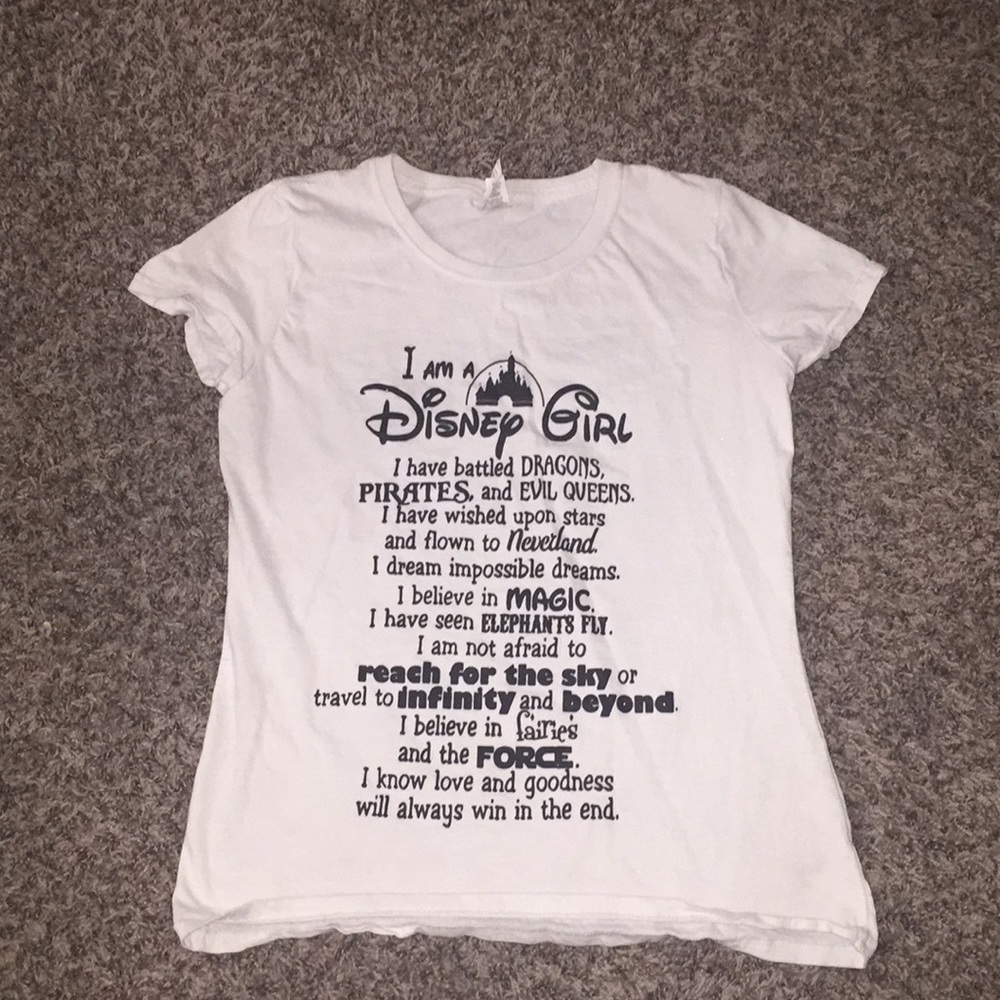 I AM A
DISNEY GIRL
I have battled DRAGONS,
PIRATES, and EVIL QUEENS.
I have wished upon stars
and flown to Neverland.
I dream impossible dreams.
I believe in MAGIC.
I have seen ELEPHANTS FLY.
I am not afraid to
reach for the sky or
travel to infinity and beyond.
I believe in fairies
and the FORCE.
I know love and goodness
will always win in the end.